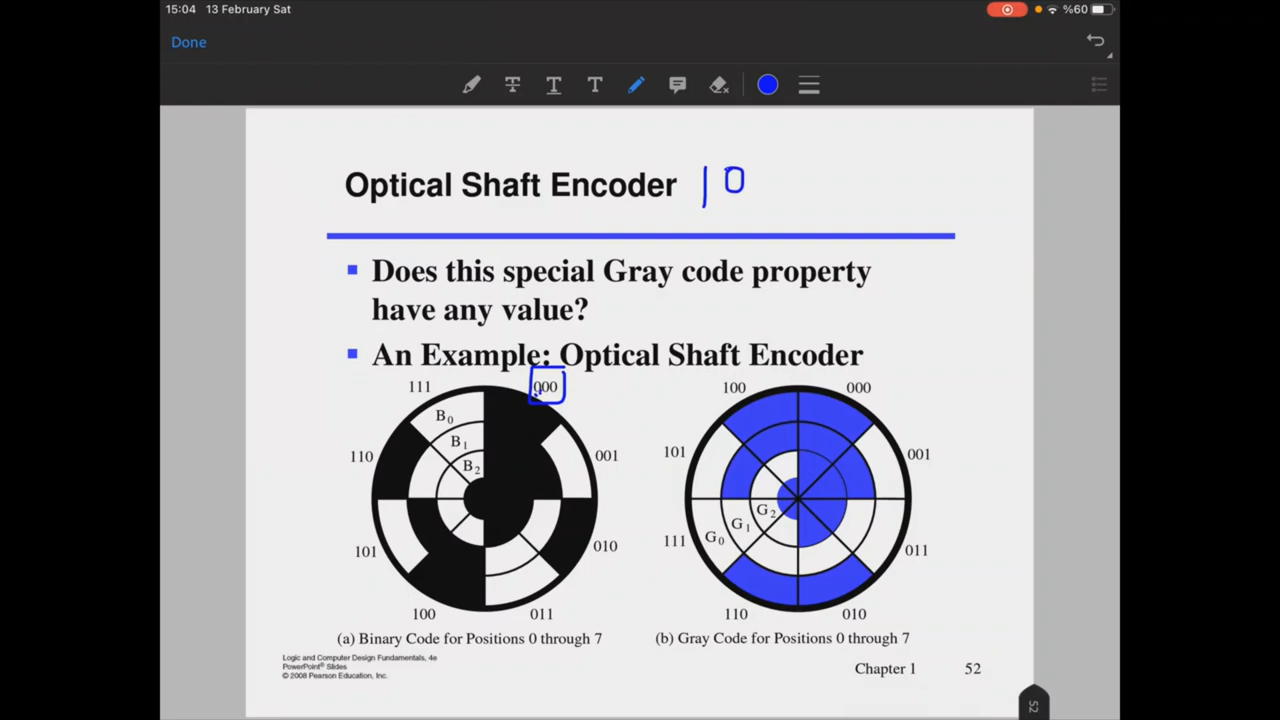 15:04 13 February Sat %60
Done
Optical Shaft Encoder 10
Does this special Gray code property
have any value?
An Example: Optical Shaft Encoder
111 000 100 000
B0
B1
B2
110 001 101 001
G2
G1
G0
101 010 111 011
100 011 110 010
(a) Binary Code for Positions 0 through 7 (b) Gray Code for Positions 0 through 7
Logic and Computer Design Fundamentals, 4e
PowerPoint® Slides
© 2008 Pearson Education, Inc.
Chapter 1 52
52